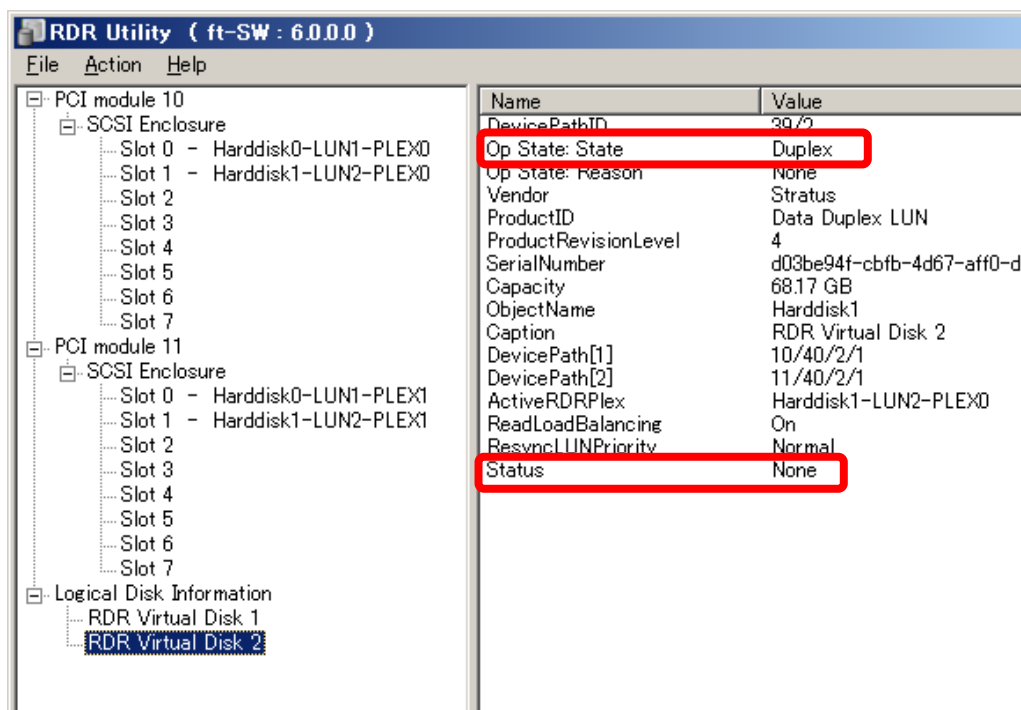 RDR Utility ( ft-SW : 6.0.0.0 )
File Action Help
PCI module 10
SCSI Enclosure
Slot 0 - Harddisk0-LUN1-PLEX0
Slot 1 - Harddisk1-LUN2-PLEX0
Slot 2
Slot 3
Slot 4
Slot 5
Slot 6
Slot 7
PCI module 11
SCSI Enclosure
Slot 0 - Harddisk0-LUN1-PLEX1
Slot 1 - Harddisk1-LUN2-PLEX1
Slot 2
Slot 3
Slot 4
Slot 5
Slot 6
Slot 7
Logical Disk Information
RDR Virtual Disk 1
RDR Virtual Disk 2
Name Value
DevicePathID 39/2
Op State: State Duplex
Op State: Reason None
Vendor Stratus
ProductID Data Duplex LUN
ProductRevisionLevel 4
SerialNumber d03be94f-cbfb-4d67-aff0-d
Capacity 68.17 GB
ObjectName Harddisk1
Caption RDR Virtual Disk 2
DevicePath[1] 10/40/2/1
DevicePath[2] 11/40/2/1
ActiveRDRPlex Harddisk1-LUN2-PLEX0
ReadLoadBalancing On
ResyncLUNPriority Normal
Status None